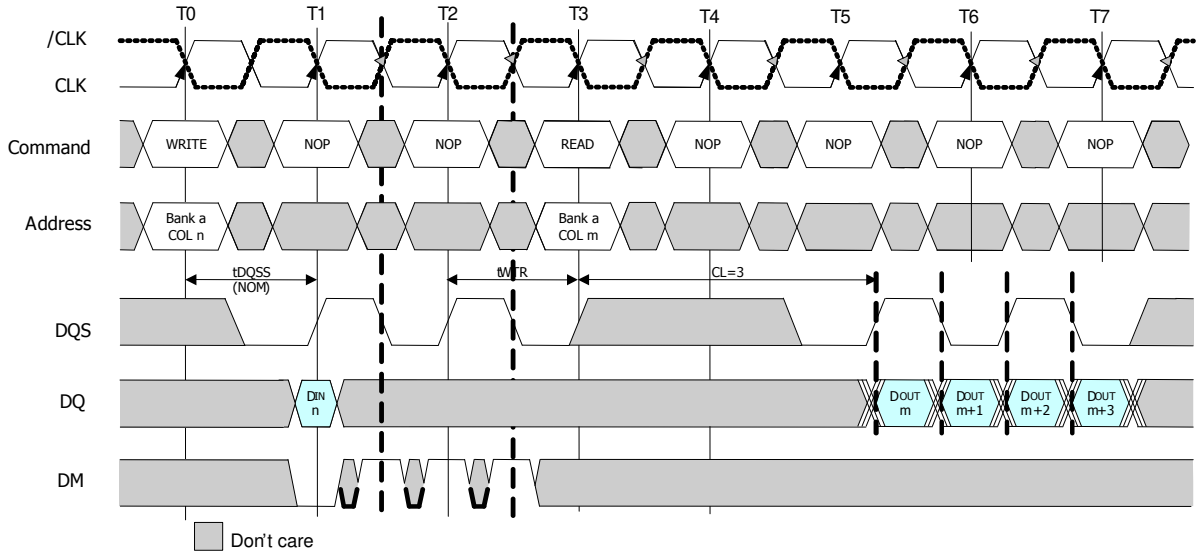 T0 T1 T2 T3 T4 T5 T6 T7
/CLK
CLK
Command WRITE NOP NOP READ NOP NOP NOP NOP
Address Bank a COL n Bank a COL m
tDQSS (NOM) tWTR CL=3
DQS
DQ DIN n DOUT m DOUT m+1 DOUT m+2 DOUT m+3
DM
Don't care